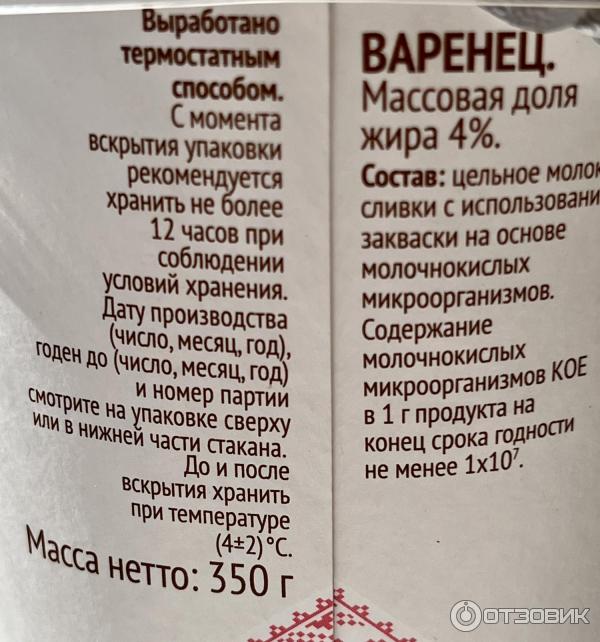 Выработано
термостатным
способом.
С момента
вскрытия упаковки
рекомендуется
хранить не более
12 часов при
соблюдении
условий хранения.
Дату производства
(число, месяц, год),
годен до (число, месяц, год)
и номер партии
смотрите на упаковке сверху
или в нижней части стакана.
До и после
вскрытия хранить
при температуре
(4±2)°С.
Масса нетто: 350 г
ВАРЕНЕЦ.
Массовая доля
жира 4%.
Состав: цельное молок
сливки с использовани
закваски на основе
молочнокислых
микроорганизмов.
Содержание
молочнокислых
микроорганизмов КОЕ
в 1 г продукта на
конец срока годности
не менее 1х10⁷.
ОТЗОВИК